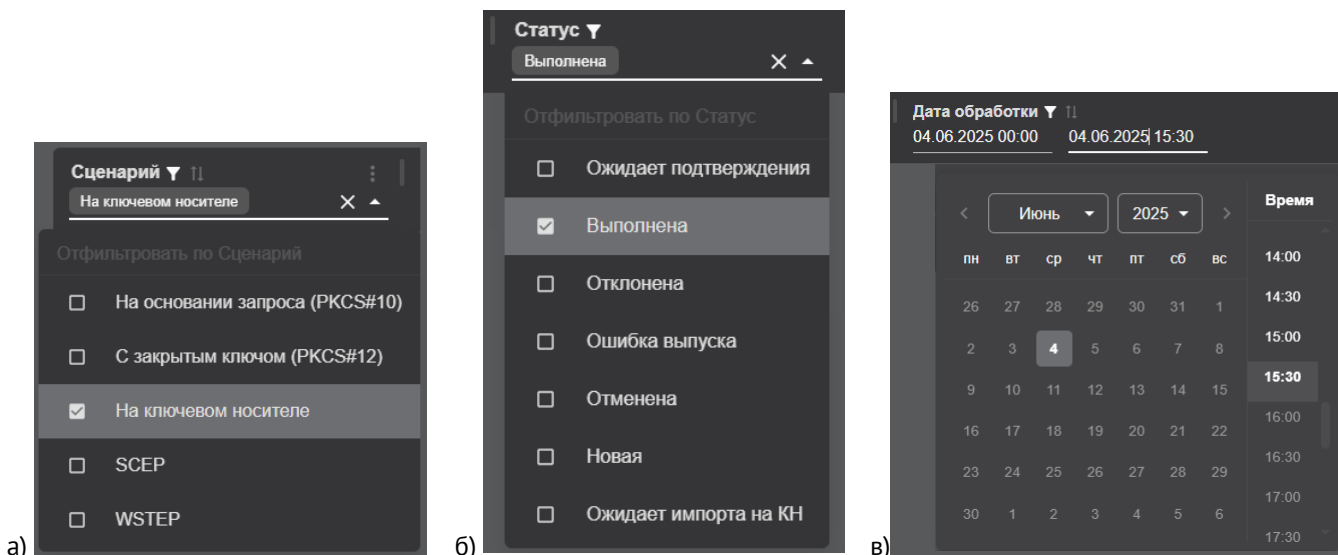 Сценарий
На ключевом носителе
Отфильтровать по Сценарий
На основании запроса (PKCS#10)
С закрытым ключом (PKCS#12)
На ключевом носителе
SCEP
WSTEP
а)
Статус
Выполнена
Отфильтровать по Статус
Ожидает подтверждения
Выполнена
Отклонена
Ошибка выпуска
Отменена
Новая
Ожидает импорта на КН
б)
Дата обработки
04.06.2025 00:00 04.06.2025 15:30
Июнь 2025
пн вт ср чт пт сб вс
26 27 28 29 30 31 1
2 3 4 5 6 7 8
9 10 11 12 13 14 15
16 17 18 19 20 21 22
23 24 25 26 27 28 29
30 1 2 3 4 5 6
Время
14:00
14:30
15:00
15:30
16:00
16:30
17:00
17:30
в)